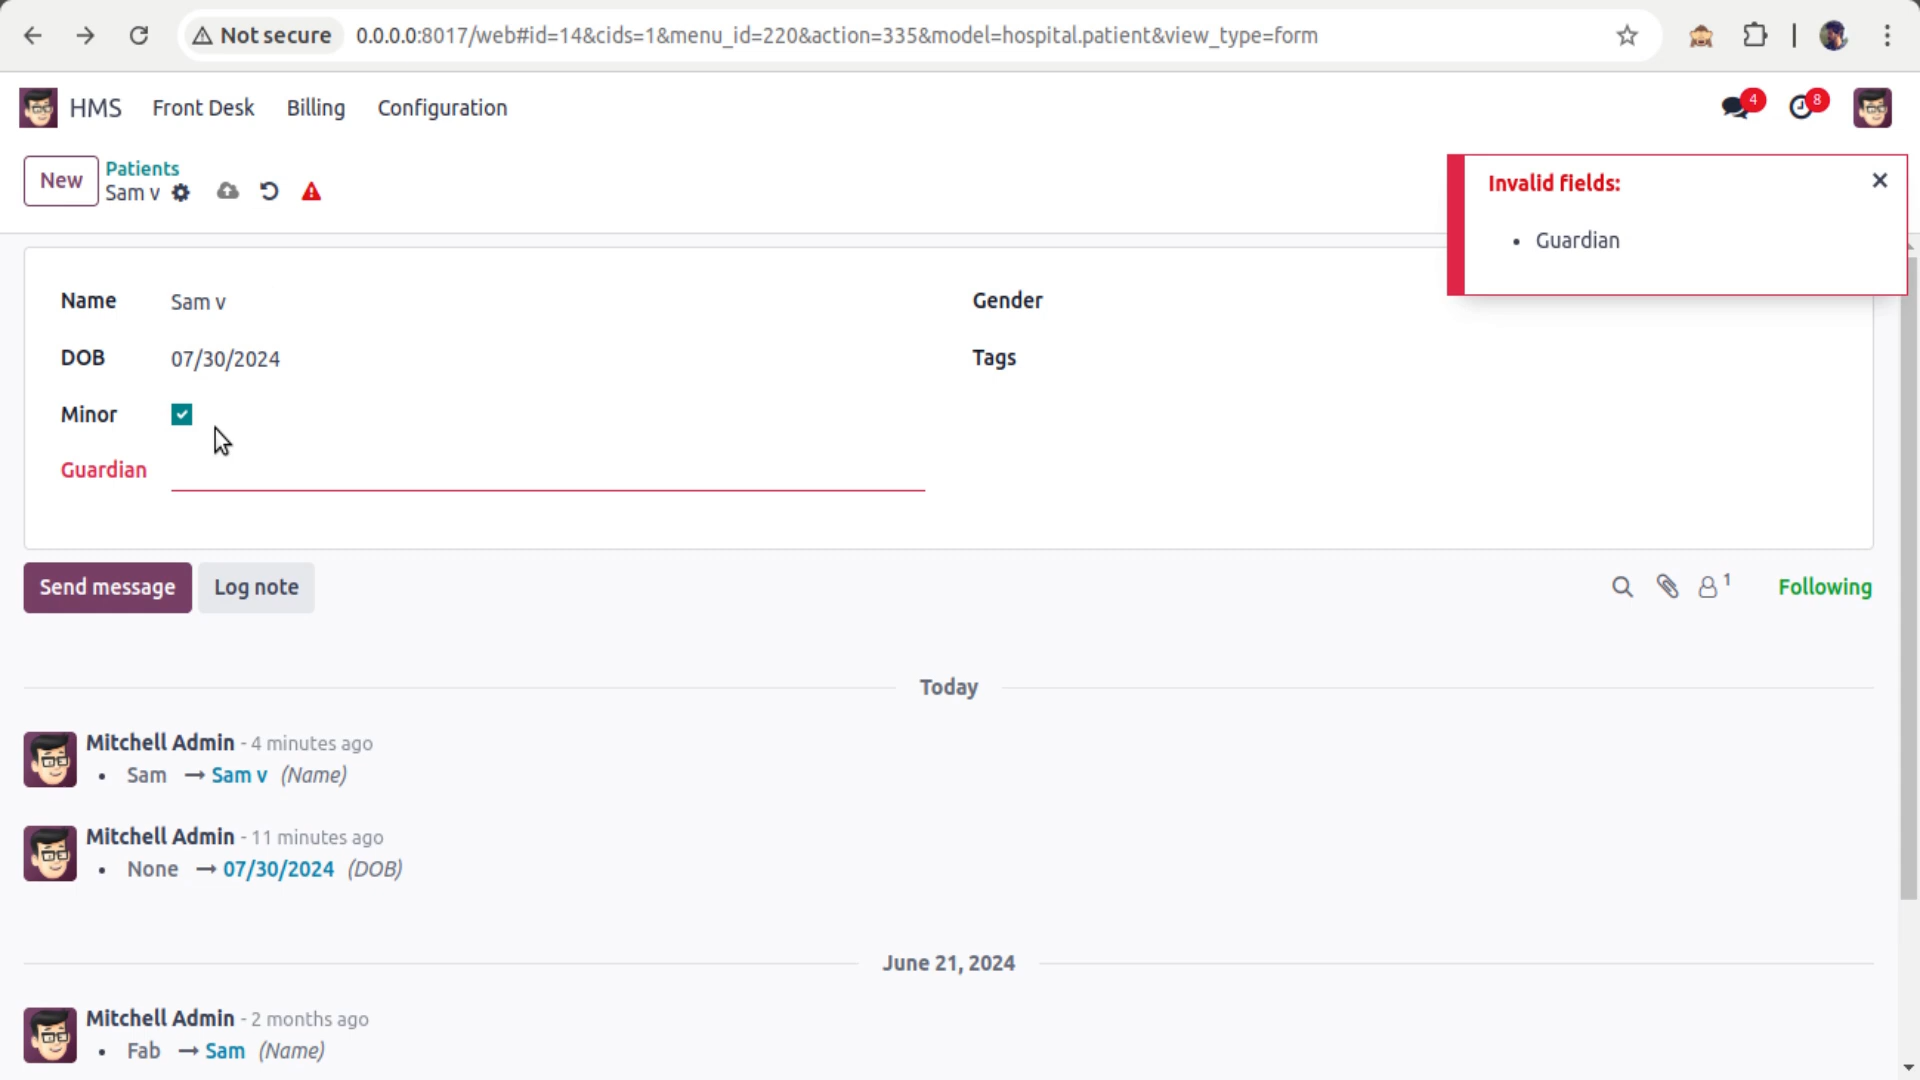 Not secure 0.0.0.0:8017/web#id=14&cids=1&menu_id=220&action=335&model=hospital.patient&view_type=form
HMS Front Desk Billing Configuration 4 8
New Patients
Sam v
Invalid fields:
• Guardian
Name Sam v Gender
DOB 07/30/2024 Tags
Minor
Guardian
Send message Log note 1 Following
Today
Mitchell Admin - 4 minutes ago
• Sam → Sam v (Name)
Mitchell Admin - 11 minutes ago
• None → 07/30/2024 (DOB)
June 21, 2024
Mitchell Admin - 2 months ago
• Fab → Sam (Name)